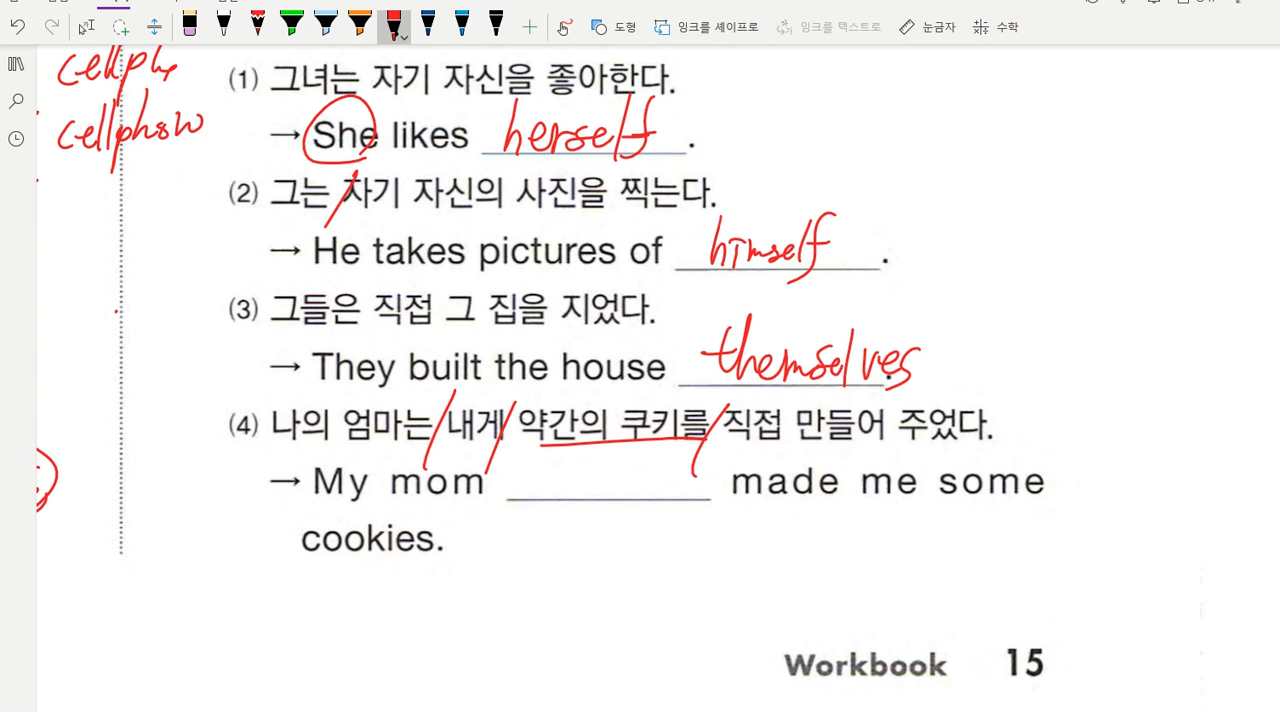 도형
잉크를 셰이프로
잉크를 텍스트로
눈금자
수학
(1) 그녀는 자기 자신을 좋아한다.
→ She likes herself.
(2) 그는 자기 자신의 사진을 찍는다.
→ He takes pictures of himself.
(3) 그들은 직접 그 집을 지었다.
→ They built the house themselves.
(4) 나의 엄마는 내게 약간의 쿠키를 직접 만들어 주었다.
→ My mom __________ made me some
cookies.
Workbook 15